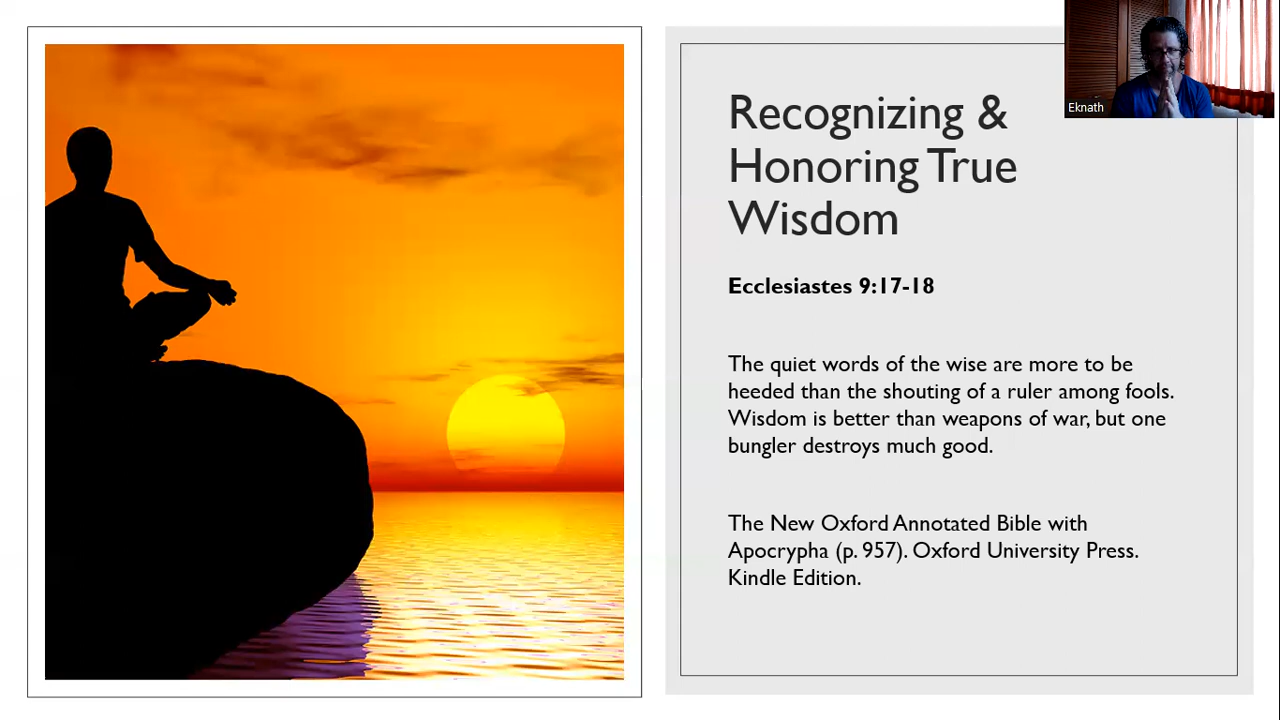 Recognizing &
Honoring True
Wisdom
Eknath
Ecclesiastes 9:17-18
The quiet words of the wise are more to be
heeded than the shouting of a ruler among fools.
Wisdom is better than weapons of war, but one
bungler destroys much good.
The New Oxford Annotated Bible with
Apocrypha (p. 957). Oxford University Press.
Kindle Edition.